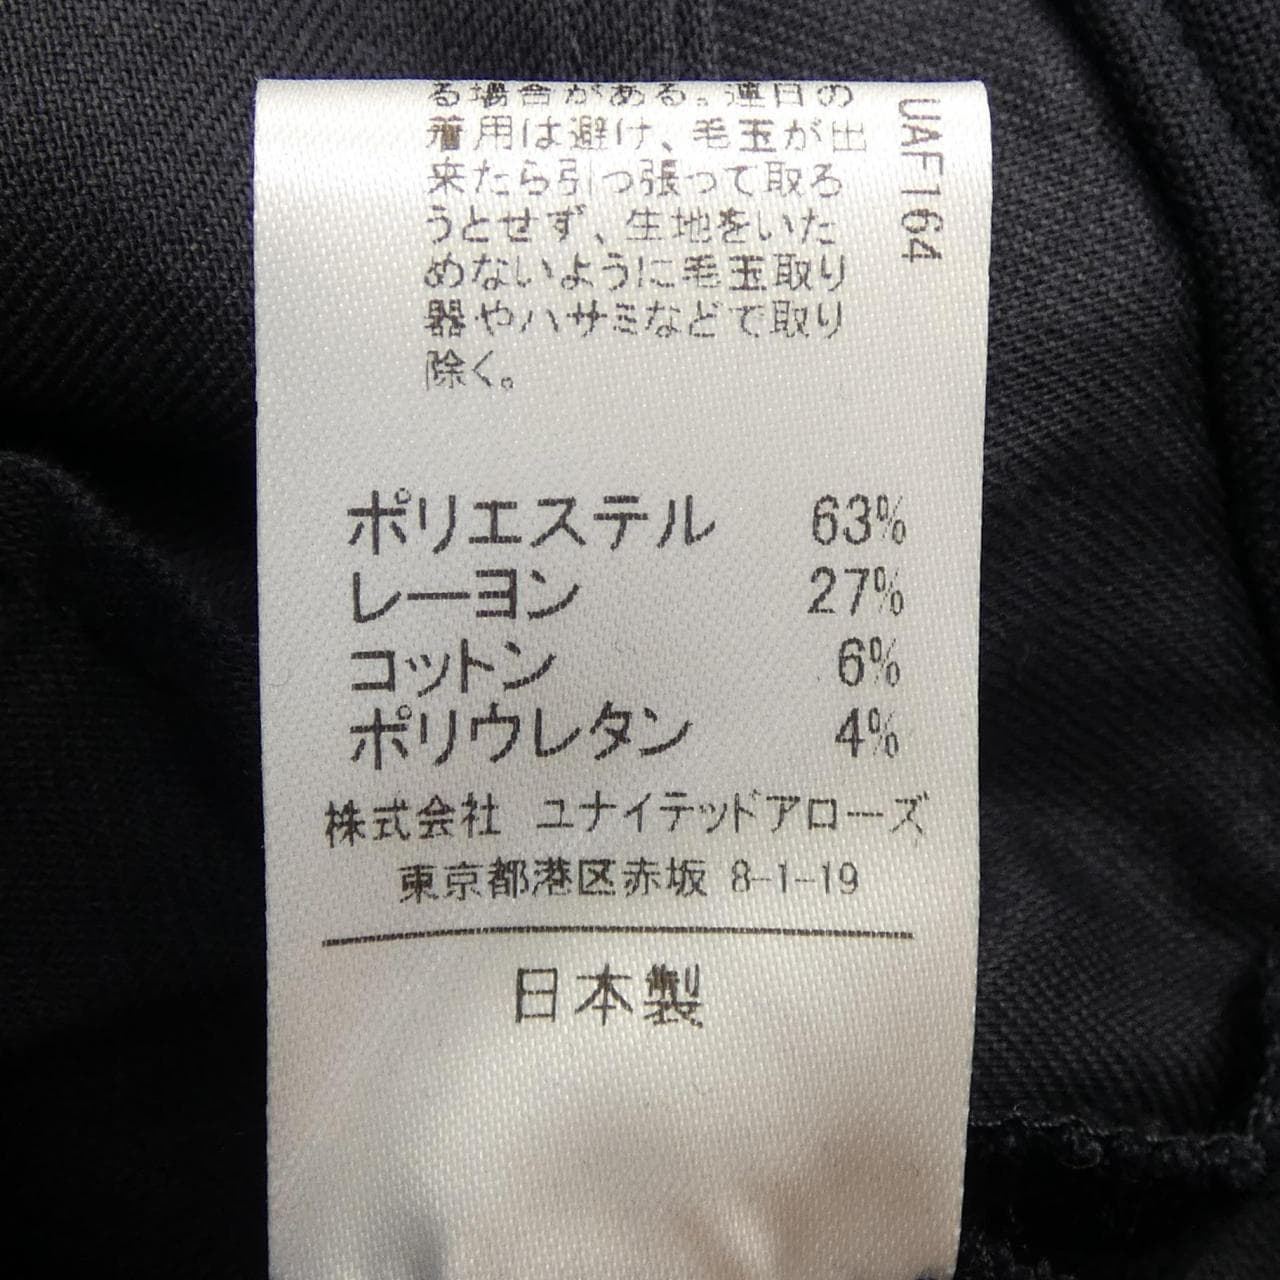 る場合がある。連日の
着用は避け、毛玉が出
来たら引っ張って取ろ
うとせず、生地をいた
めないように毛玉取り
器やハサミなどで取り
除く。
UAF164
ポリエステル 63%
レーヨン 27%
コットン 6%
ポリウレタン 4%
株式会社 ユナイテッドアローズ
東京都港区赤坂 8-1-19
日本製